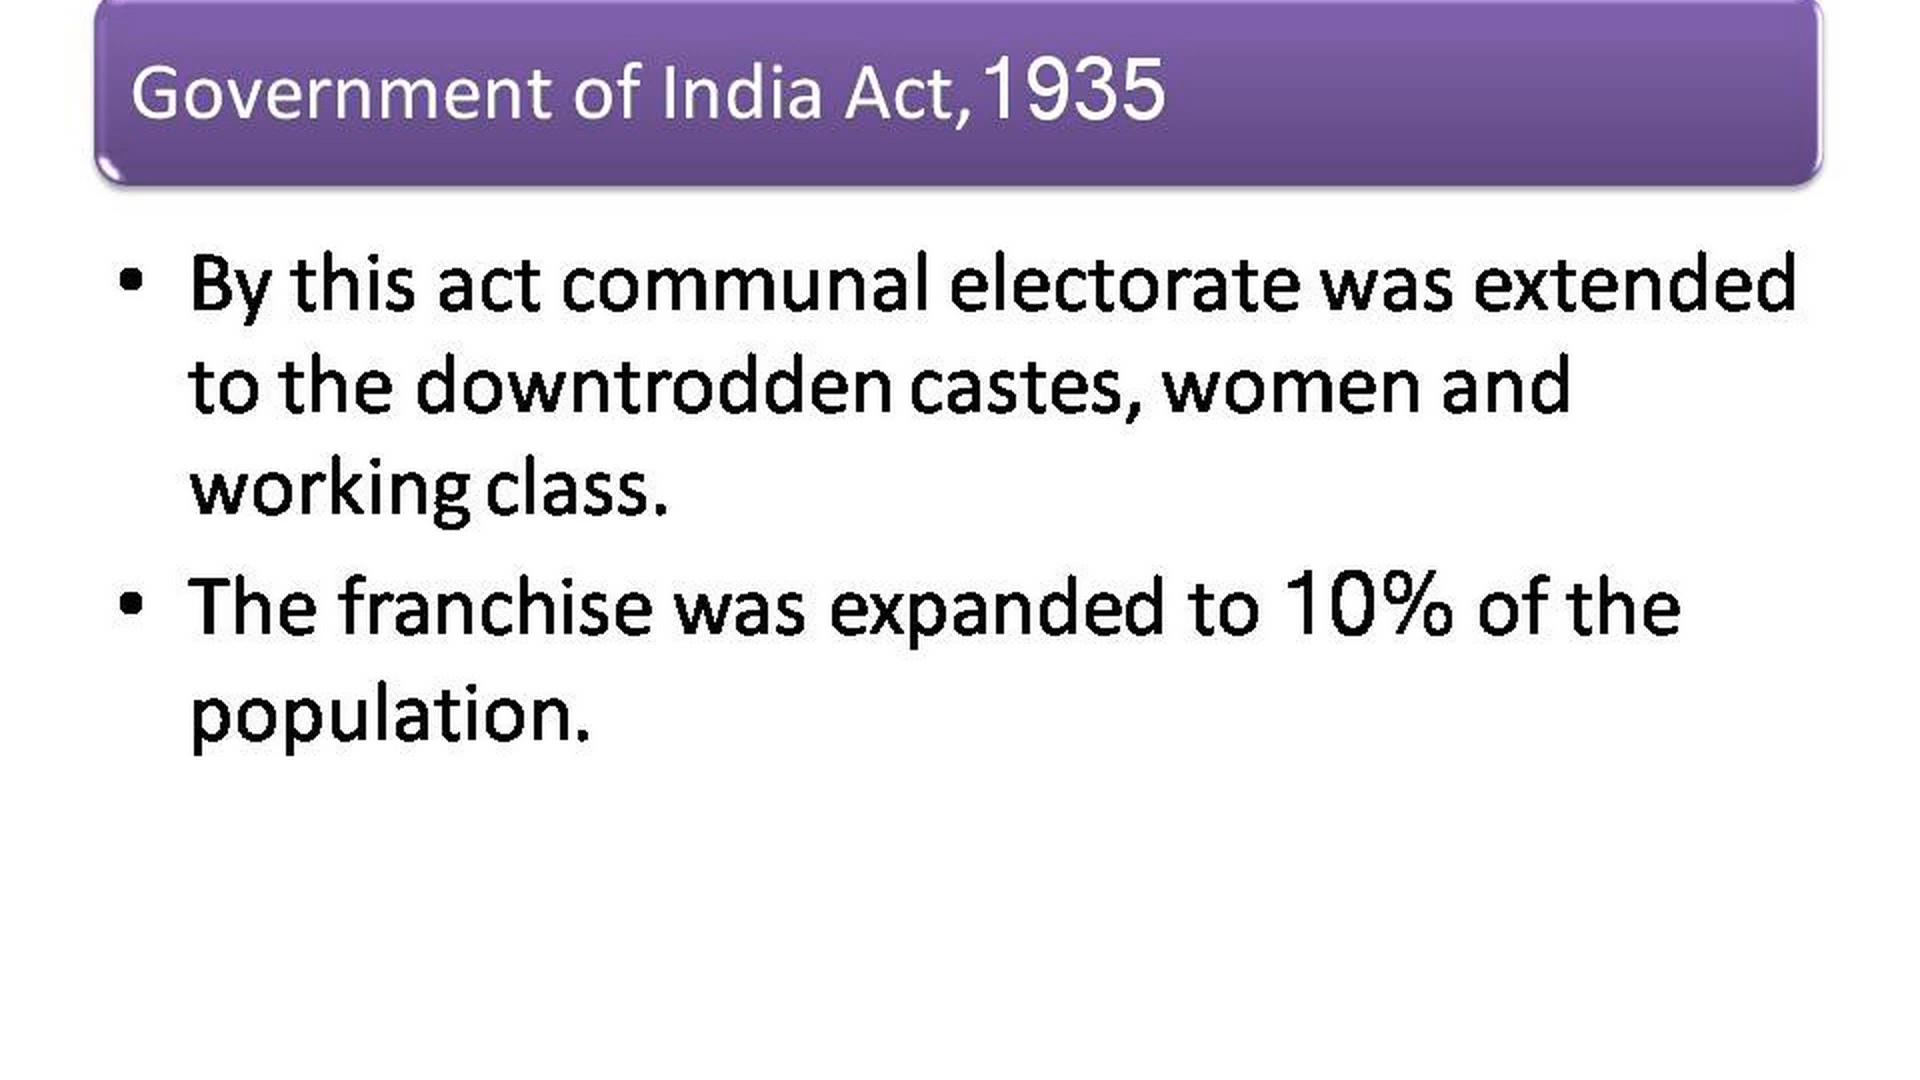 Government of India Act,1935
• By this act communal electorate was extended
to the downtrodden castes, women and
working class.
• The franchise was expanded to 10% of the
population.